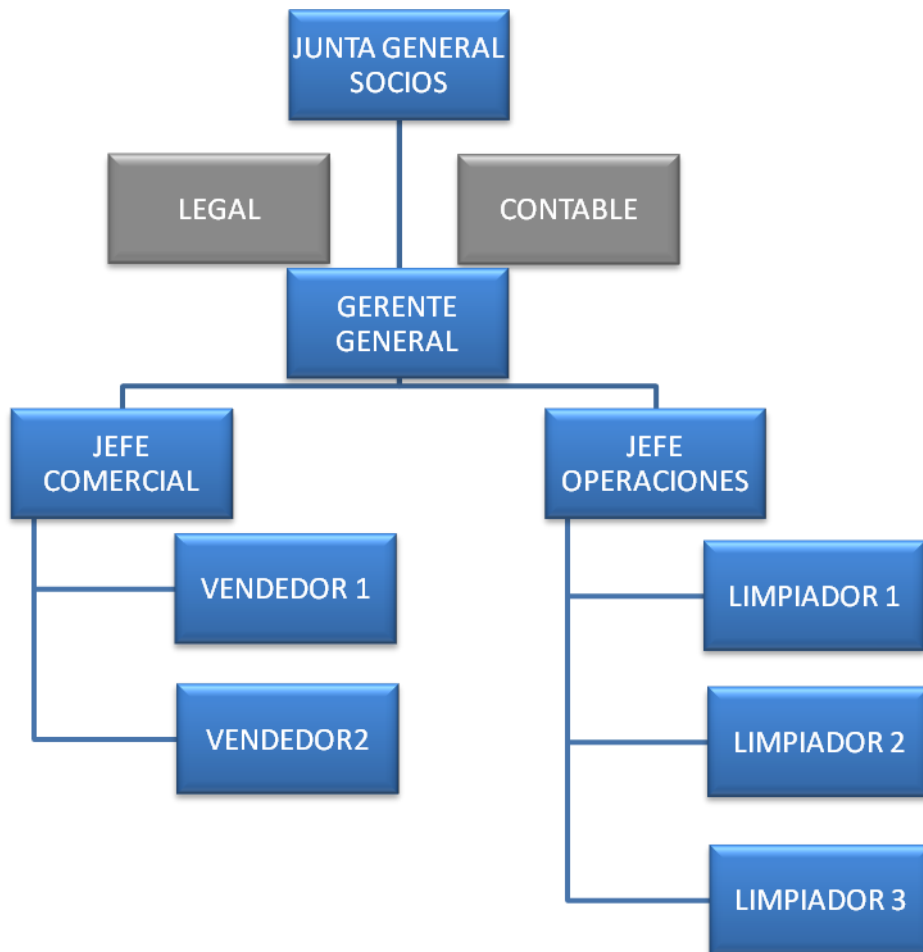 JUNTA GENERAL
SOCIOS
LEGAL
CONTABLE
GERENTE
GENERAL
JEFE
COMERCIAL
JEFE
OPERACIONES
VENDEDOR 1
LIMPIADOR 1
VENDEDOR2
LIMPIADOR 2
LIMPIADOR 3